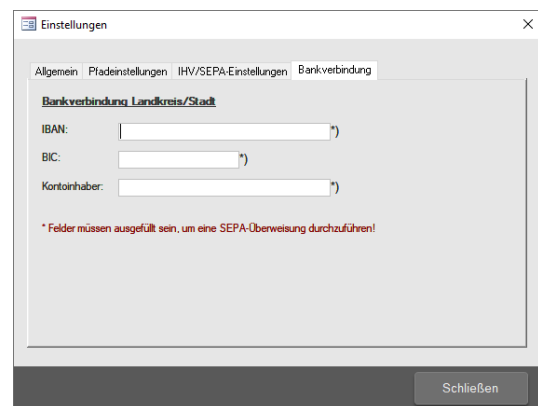 Einstellungen
Allgemein Pfadeinstellungen IHV/SEPA-Einstellungen Bankverbindung
Bankverbindung Landkreis/Stadt
IBAN: *)
BIC: *)
Kontoinhaber: *)
* Felder müssen ausgefüllt sein, um eine SEPA-Überweisung durchzuführen!
Schließen